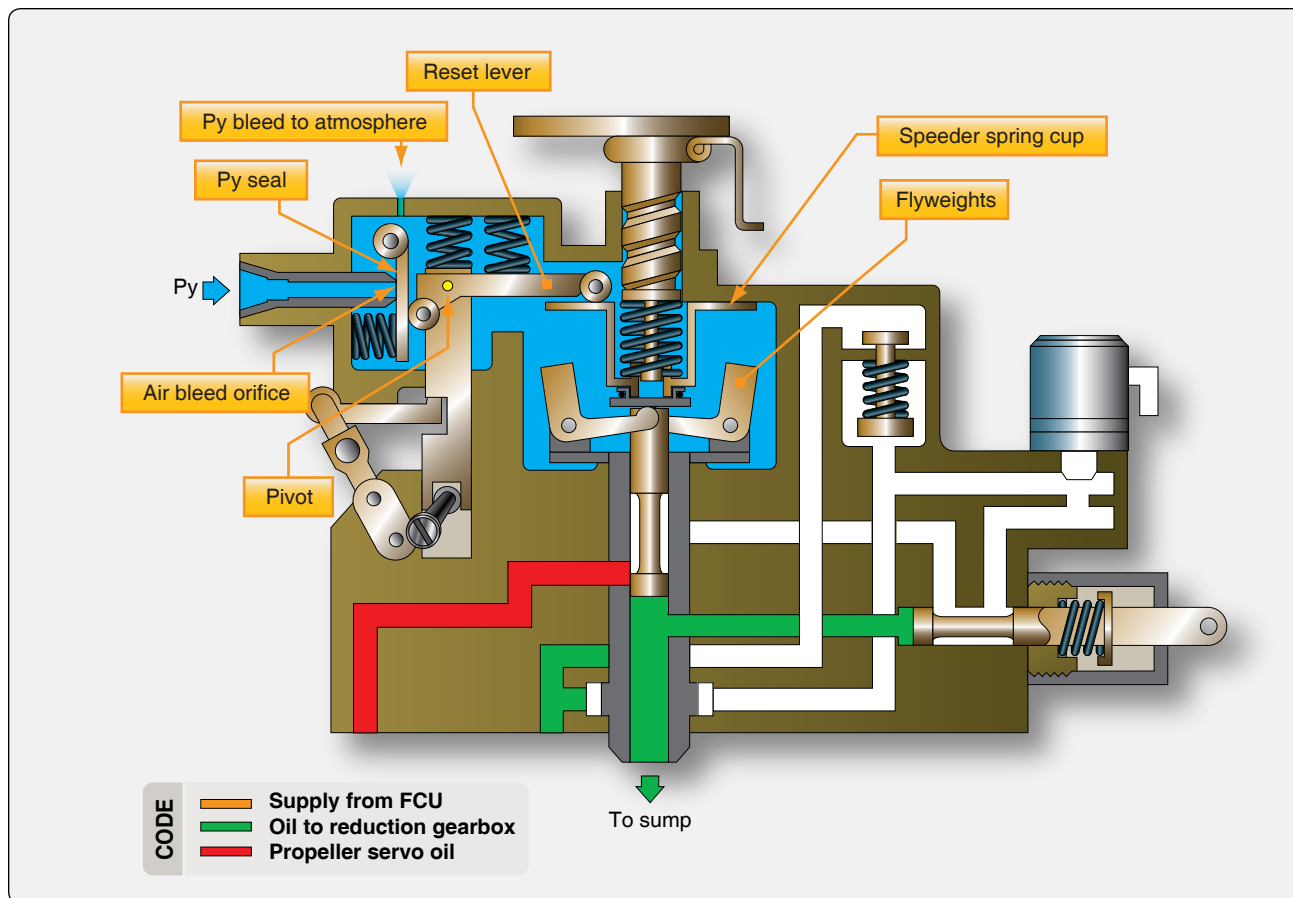 Reset lever
Py bleed to atmosphere
Speeder spring cup
Py seal
Flyweights
Py
Air bleed orifice
Pivot
CODE
Supply from FCU
Oil to reduction gearbox
Propeller servo oil
To sump